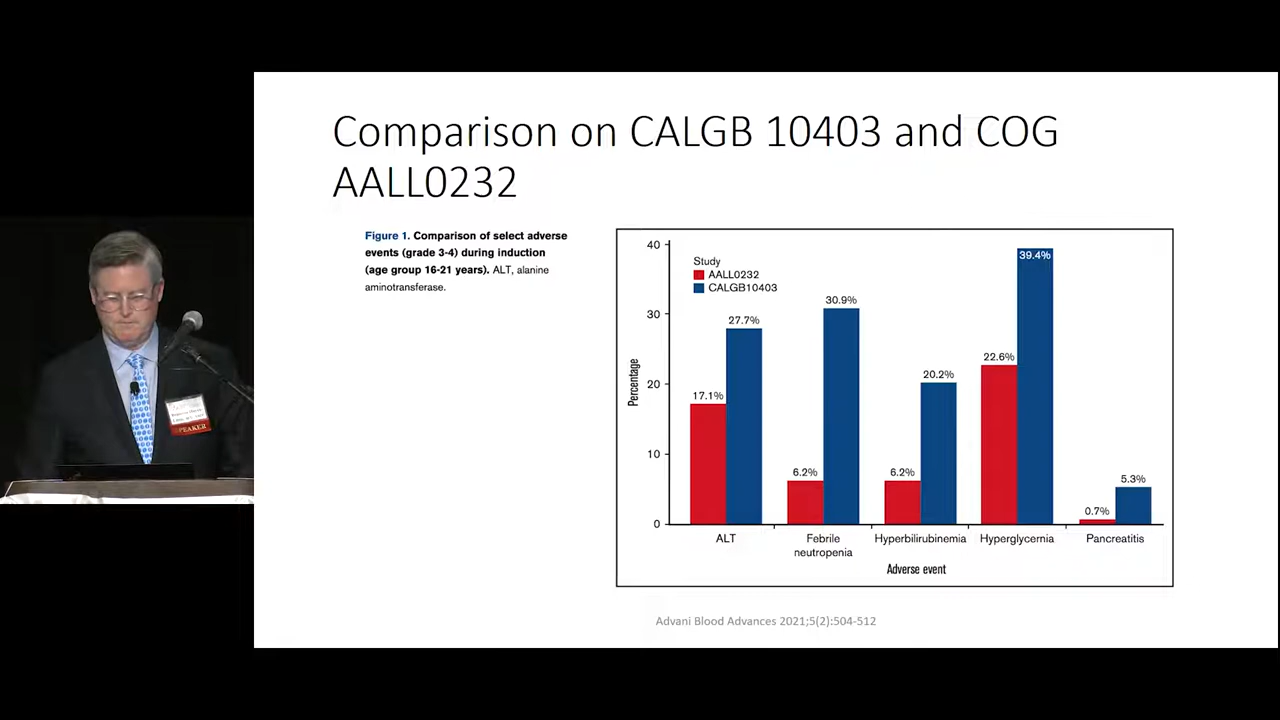 Comparison on CALGB 10403 and COG
AALL0232
Figure 1. Comparison of select adverse
events (grade 3-4) during induction
(age group 16-21 years). ALT, alanine
aminotransferase.
Study
AALL0232
CALGB10403
Percentage
40
30
20
10
0
17.1%
27.7%
6.2%
30.9%
6.2%
20.2%
22.6%
39.4%
0.7%
5.3%
ALT
Febrile
neutropenia
Hyperbilirubinemia
Hyperglycernia
Pancreatitis
Adverse event
Advani Blood Advances 2021;5(2):504-512